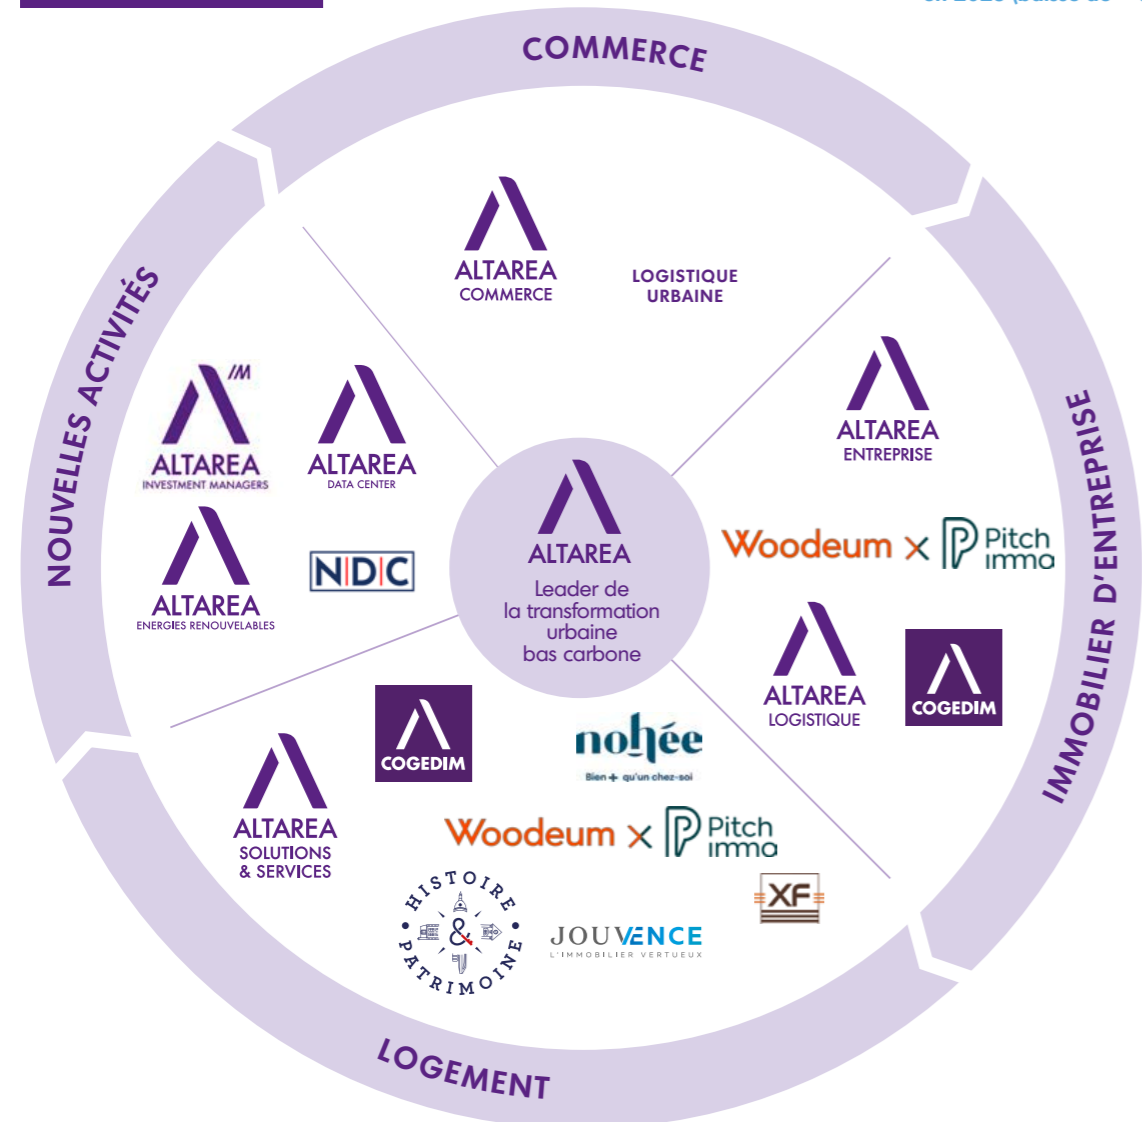 COMMERCE
ALTAREA
COMMERCE
LOGISTIQUE
URBAINE
NOUVELLES ACTIVITÉS
/IM
ALTAREA
INVESTMENT MANAGERS
ALTAREA
DATA CENTER
ALTAREA
ENERGIES RENOUVELABLES
NDC
ALTAREA
Leader de
la transformation
urbaine
bas carbone
IMMOBILIER D'ENTREPRISE
ALTAREA
ENTREPRISE
Woodeum x Pitch
immo
ALTAREA
LOGISTIQUE
COGEDIM
COGEDIM
nohée
Bien + qu'un chez-soi
ALTAREA
SOLUTIONS
& SERVICES
Woodeum x Pitch
immo
XF
HISTOIRE
&
PATRIMOINE
JOUVENCE
L'IMMOBILIER VERTUEUX
LOGEMENT